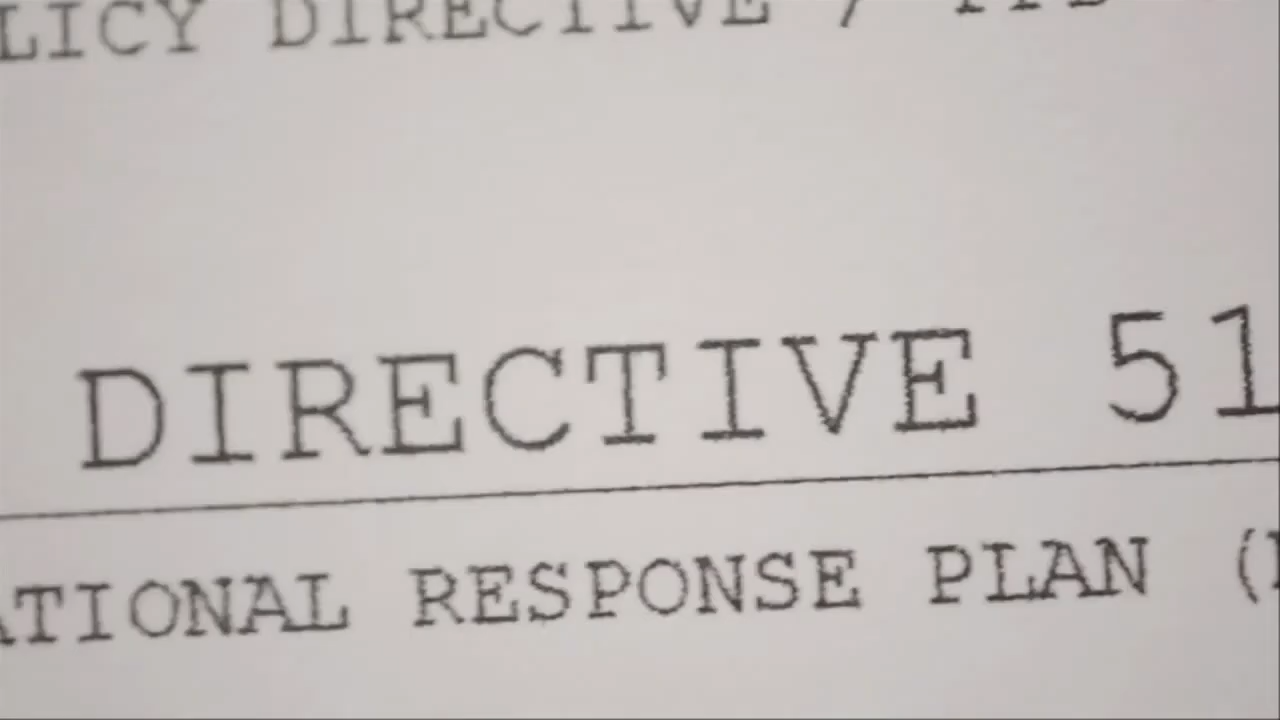 LICY DIRECTIVE /
DIRECTIVE 51
ATIONAL RESPONSE PLAN (